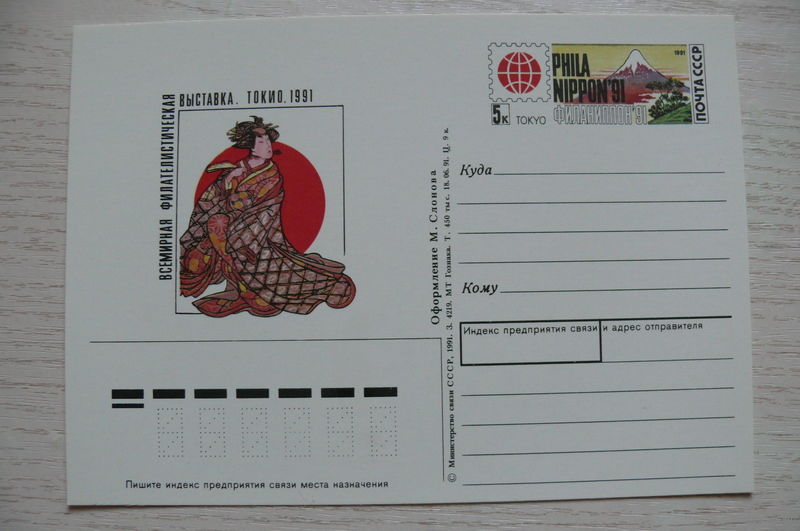 ВСЕМИРНАЯ ФИЛАТЕЛИСТИЧЕСКАЯ
ВЫСТАВКА. ТОКИО. 1991
PHILA
NIPPON'91
ФИЛАНИППОН'91
1991
ПОЧТА СССР
5к
TOKYO
Куда
Кому
Индекс предприятия связи и адрес отправителя
Оформление М. Слонова
© Министерство связи СССР, 1991. З. 4219. МТ Гознака. Т. 450 тыс. 18.06.91. Ц. 9 к.
Пишите индекс предприятия связи места назначения